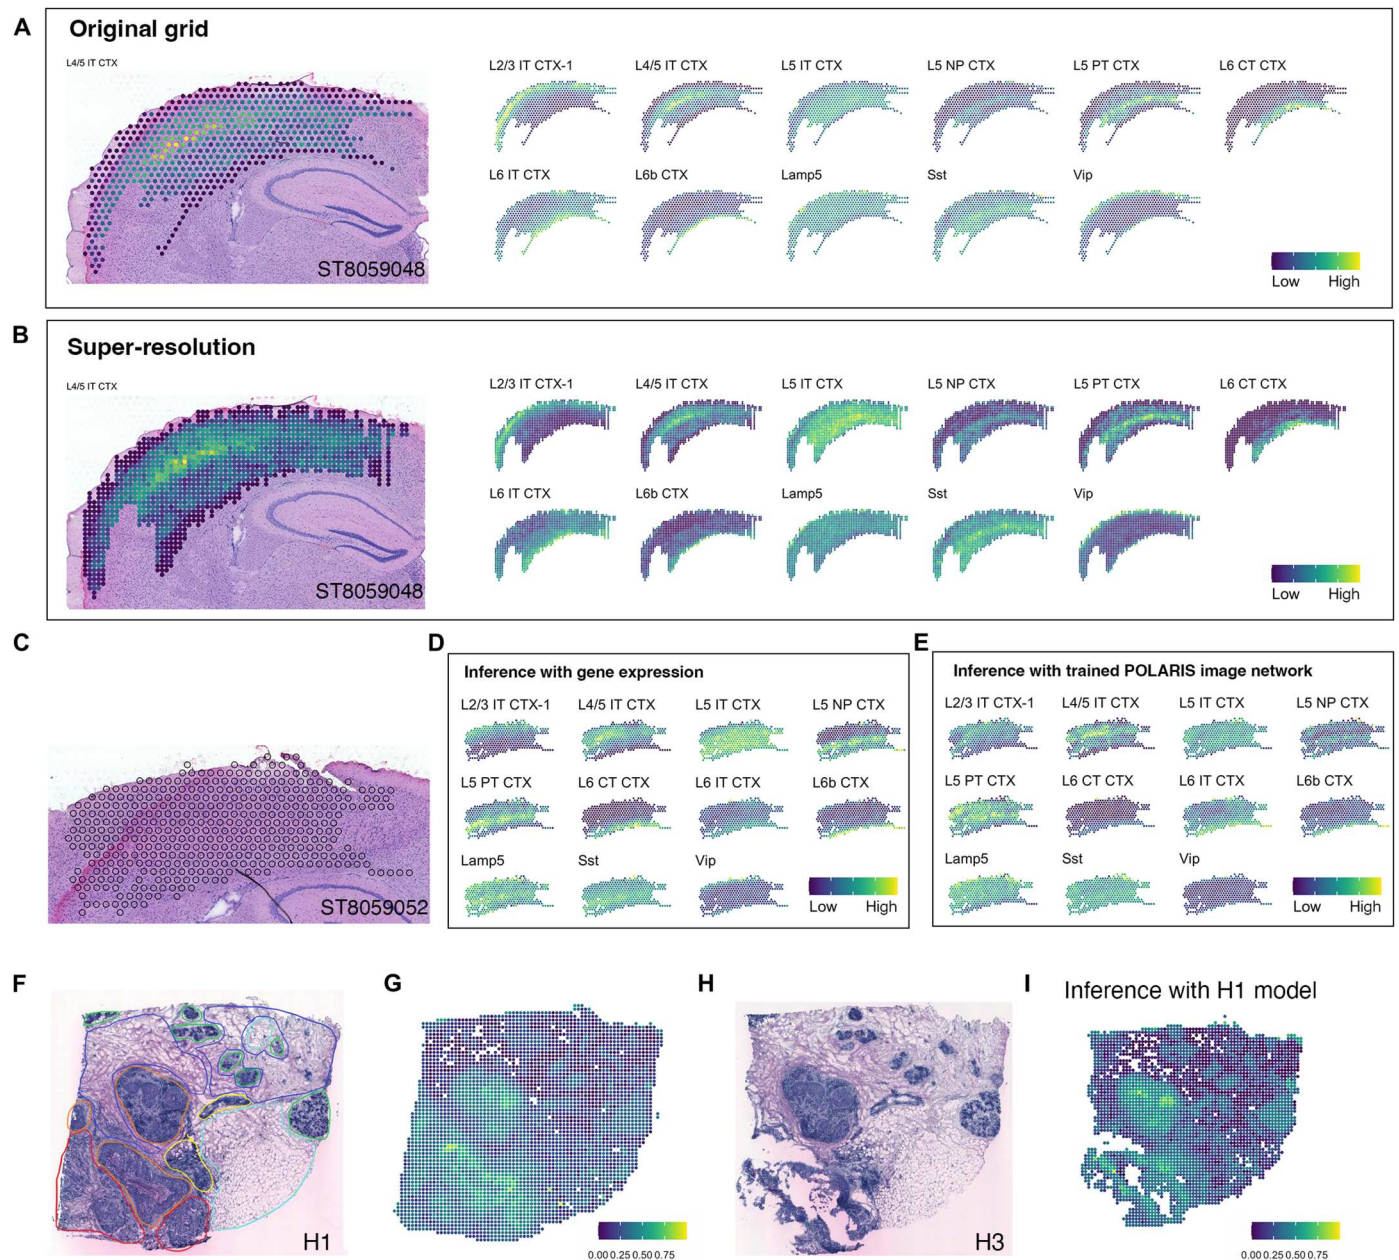 A
Original grid
L4/5 IT CTX
ST8059048
L2/3 IT CTX-1 L4/5 IT CTX L5 IT CTX L5 NP CTX L5 PT CTX L6 CT CTX
L6 IT CTX L6b CTX Lamp5 Sst Vip
Low High
B
Super-resolution
L4/5 IT CTX
ST8059048
L2/3 IT CTX-1 L4/5 IT CTX L5 IT CTX L5 NP CTX L5 PT CTX L6 CT CTX
L6 IT CTX L6b CTX Lamp5 Sst Vip
Low High
C
ST8059052
D
Inference with gene expression
L2/3 IT CTX-1 L4/5 IT CTX L5 IT CTX L5 NP CTX
L5 PT CTX L6 CT CTX L6 IT CTX L6b CTX
Lamp5 Sst Vip
Low High
E
Inference with trained POLARIS image network
L2/3 IT CTX-1 L4/5 IT CTX L5 IT CTX L5 NP CTX
L5 PT CTX L6 CT CTX L6 IT CTX L6b CTX
Lamp5 Sst Vip
Low High
F
H1
G
0.00 0.25 0.50 0.75
H
H3
I
Inference with H1 model
0.00 0.25 0.50 0.75